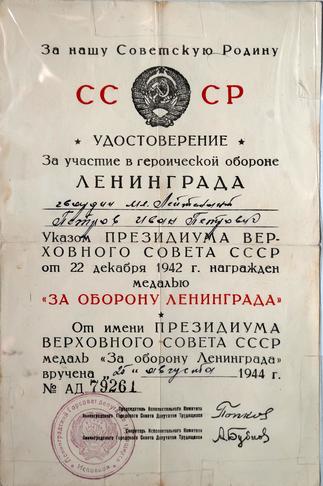 За нашу Советскую Родину
СССР
★ УДОСТОВЕРЕНИЕ ★
За участие в героической обороне
ЛЕНИНГРАДА
гвардии мл. Лейтенант
Петров Иван Петрович
Указом ПРЕЗИДИУМА ВЕР-
ХОВНОГО СОВЕТА СССР
от 22 декабря 1942 г. награжден
медалью
«ЗА ОБОРОНУ ЛЕНИНГРАДА»
★
От имени ПРЕЗИДИУМА
ВЕРХОВНОГО СОВЕТА СССР
медаль «За оборону Ленинграда»
вручена „ августа 1944 г.
№ АД 79261
Председатель Исполнительного Комитета
Ленинградского Городского Совета Депутатов Трудящихся
Попков
Секретарь Исполнительного Комитета
Ленинградского Городского Совета Депутатов Трудящихся
АБубнов